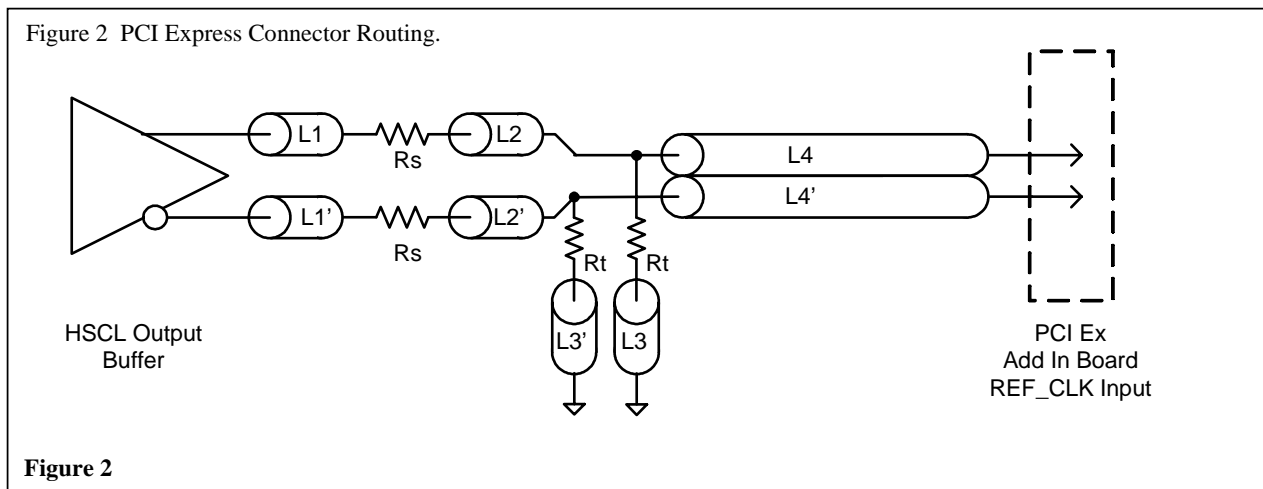 Figure 2  PCI Express Connector Routing.
L1
Rs
L2
L4
L1'
Rs
L2'
L4'
Rt
Rt
L3'
L3
HSCL Output
Buffer
PCI Ex
Add In Board
REF_CLK Input
Figure 2